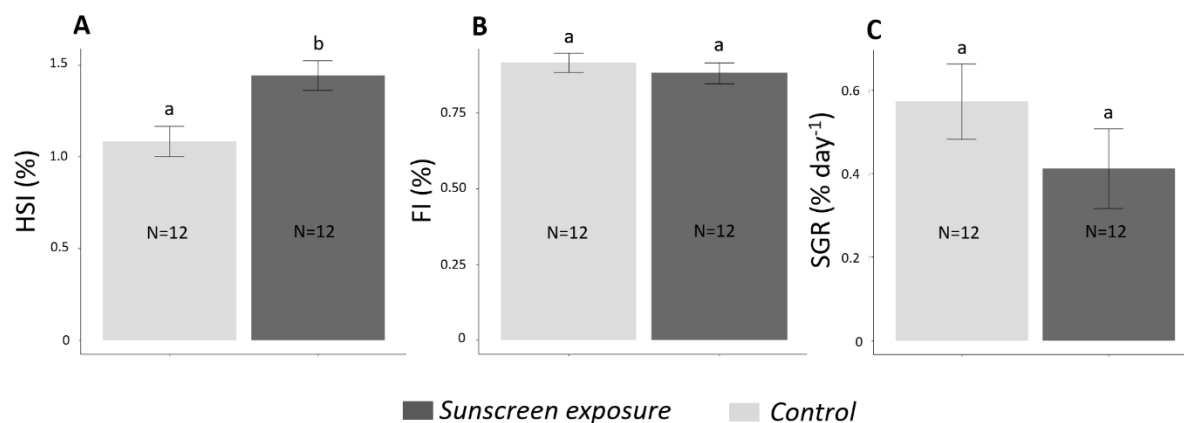 A
HSI (%)
1.5
1.0
0.5
0
a
b
N=12
N=12
B
FI (%)
0.75
0.50
0.25
0
a
a
N=12
N=12
C
SGR (% day⁻¹)
0.6
0.4
0.2
0
a
a
N=12
N=12
Sunscreen exposure
Control